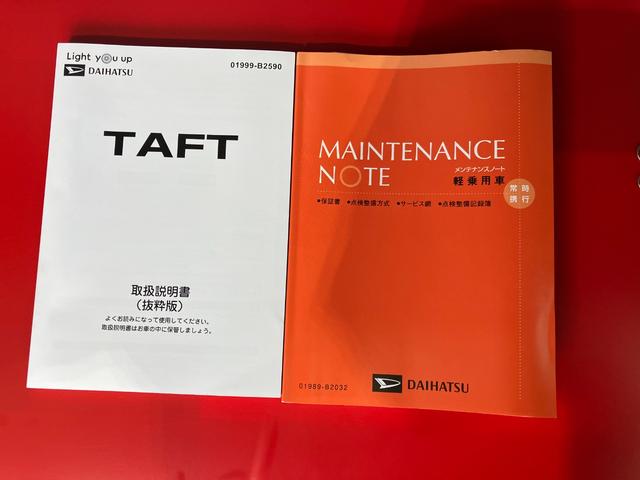 Light you up
DAIHATSU
01999-B2590
TAFT
取扱説明書
(抜粋版)
よくお読みになって使用してください。
取扱説明書はお車の中に保管しましょう。
MAINTENANCE
NOTE
メンテナンスノート
軽乗用車
常時
携行
•保証書 •点検整備方式 •サービス網 •点検整備記録簿
DAIHATSU
01989-B2032